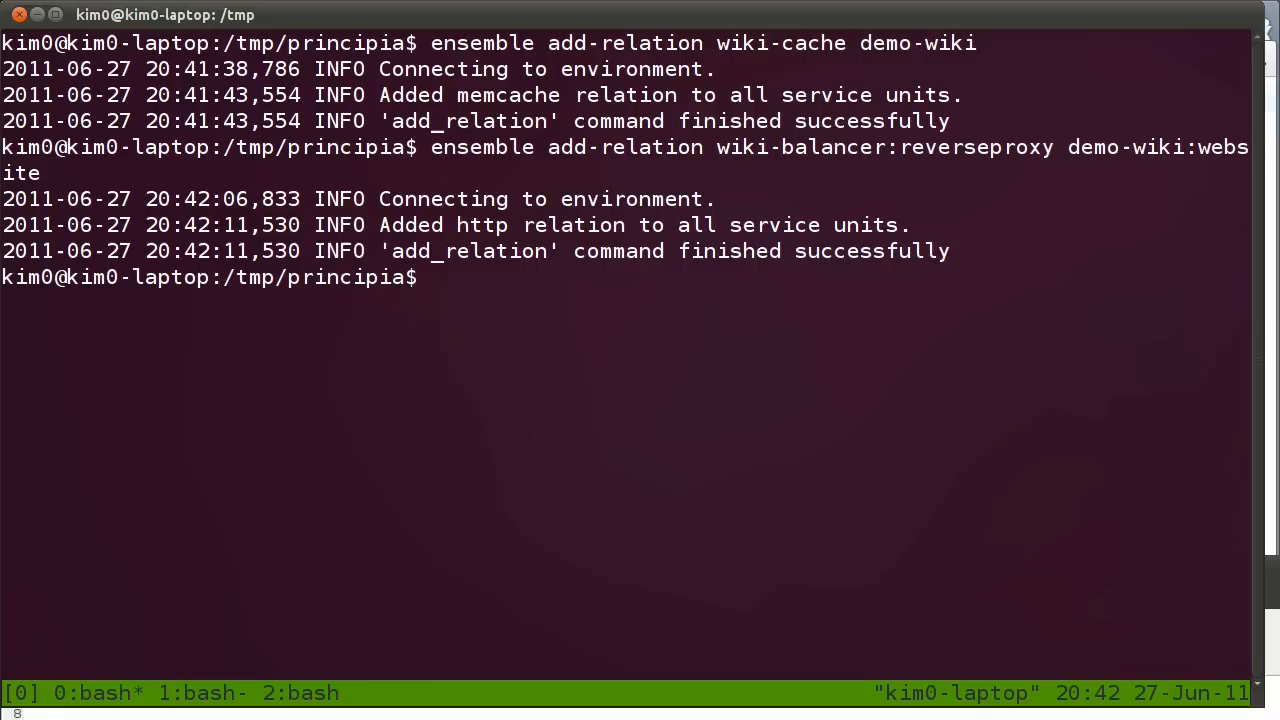 kim0@kim0-laptop: /tmp
kim0@kim0-laptop:/tmp/principia$ ensemble add-relation wiki-cache demo-wiki
2011-06-27 20:41:38,786 INFO Connecting to environment.
2011-06-27 20:41:43,554 INFO Added memcache relation to all service units.
2011-06-27 20:41:43,554 INFO 'add_relation' command finished successfully
kim0@kim0-laptop:/tmp/principia$ ensemble add-relation wiki-balancer:reverseproxy demo-wiki:webs
ite
2011-06-27 20:42:06,833 INFO Connecting to environment.
2011-06-27 20:42:11,530 INFO Added http relation to all service units.
2011-06-27 20:42:11,530 INFO 'add_relation' command finished successfully
kim0@kim0-laptop:/tmp/principia$
[0] 0:bash* 1:bash- 2:bash "kim0-laptop" 20:42 27-Jun-11
8